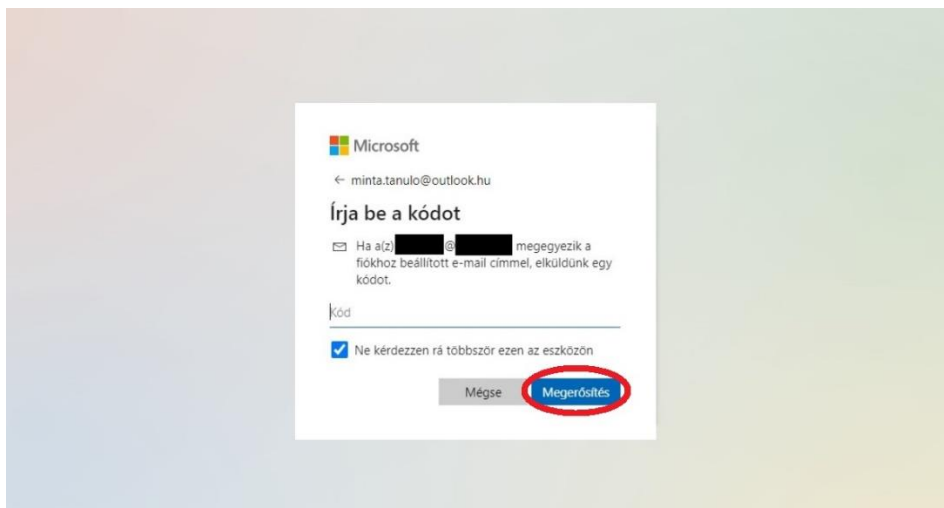 Microsoft
← minta.tanulo@outlook.hu
Írja be a kódot
Ha a(z) @ megegyezik a
fiókhoz beállított e-mail címmel, elküldünk egy
kódot.
Kód
Ne kérdezzen rá többször ezen az eszközön
Mégse Megerősítés